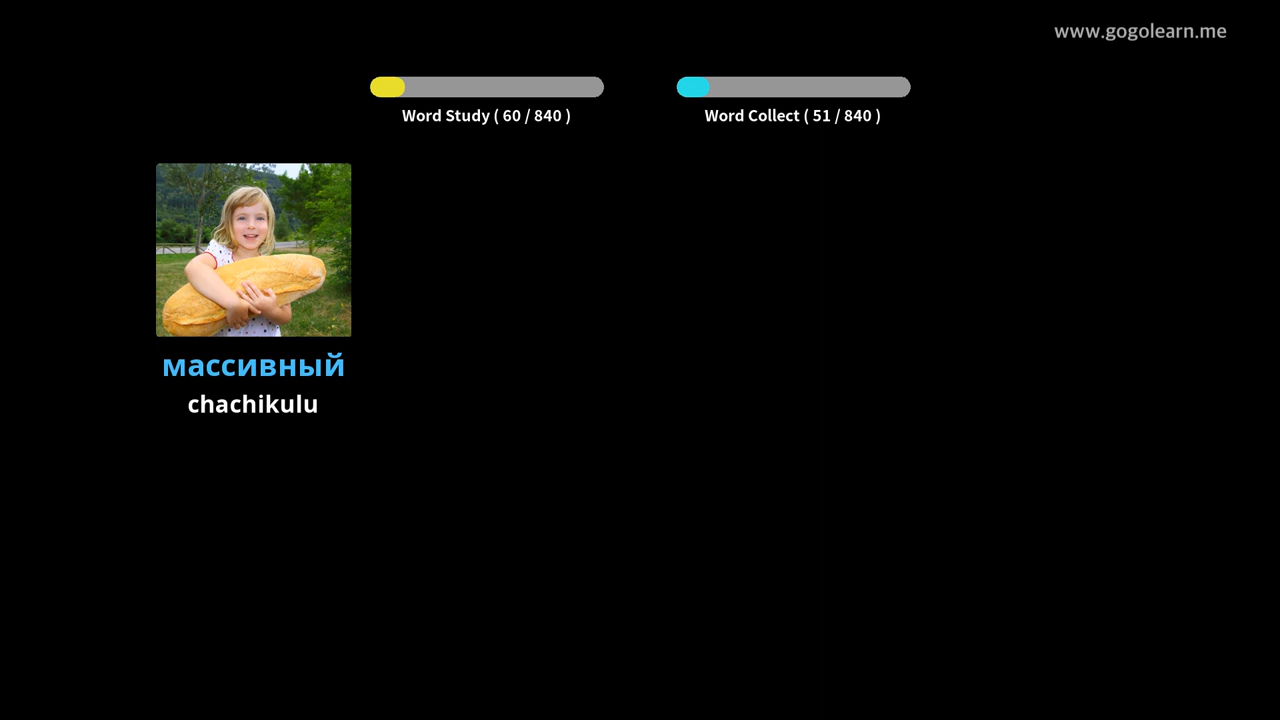 www.gogolearn.me
Word Study ( 60 / 840 )
Word Collect ( 51 / 840 )
массивный
chachikulu